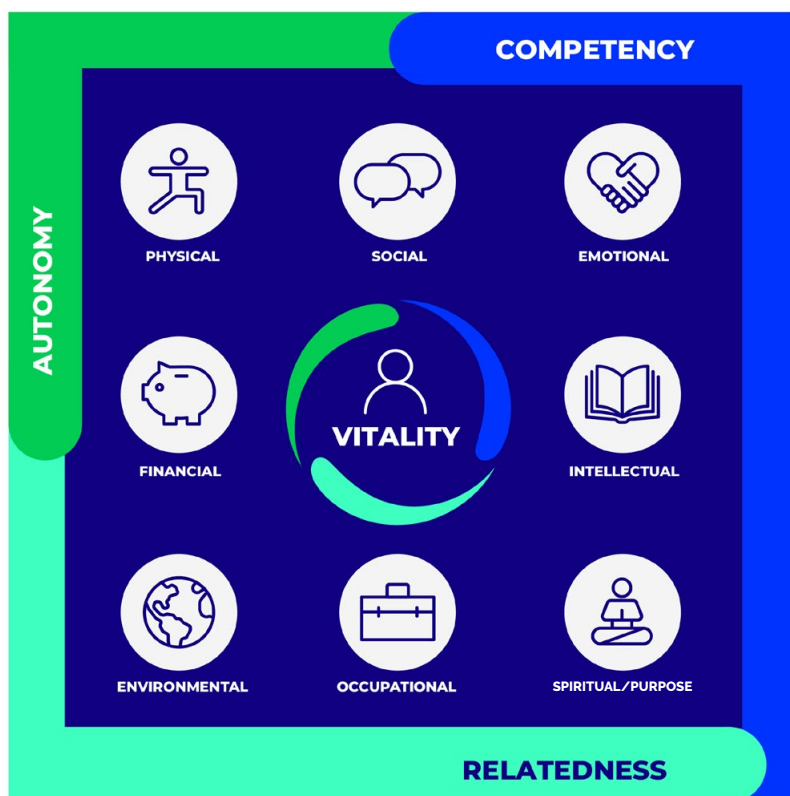 COMPETENCY
AUTONOMY
PHYSICAL
SOCIAL
EMOTIONAL
FINANCIAL
VITALITY
INTELLECTUAL
ENVIRONMENTAL
OCCUPATIONAL
SPIRITUAL/PURPOSE
RELATEDNESS